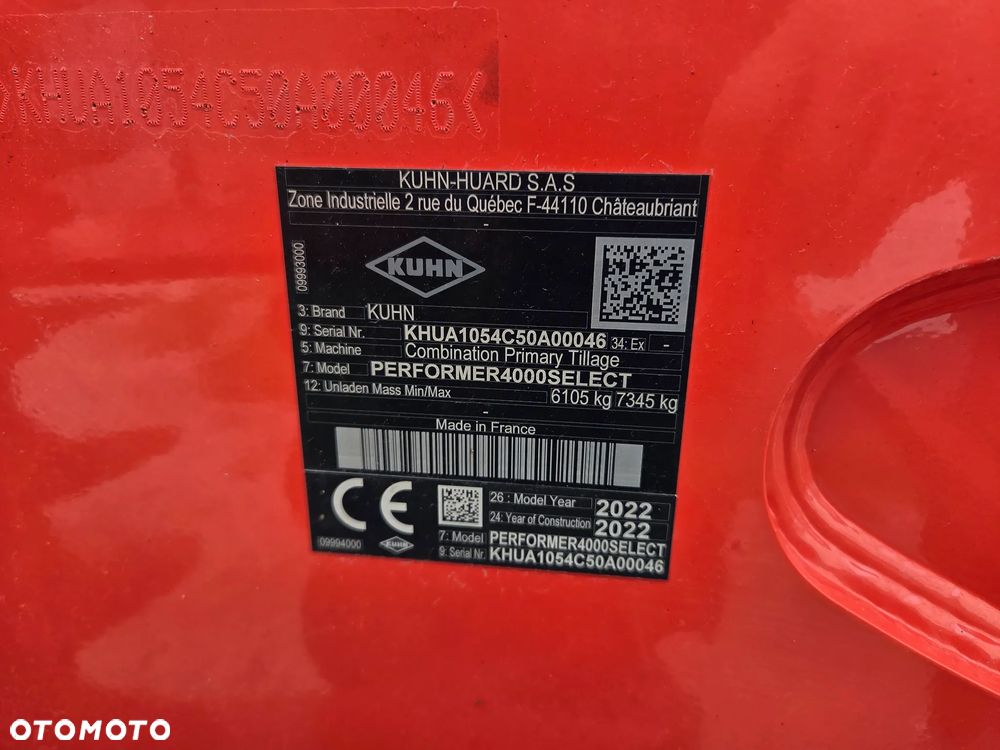 KHUA1054C50A00046
KUHN-HUARD S.A.S
Zone Industrielle 2 rue du Québec F-44110 Châteaubriant
-
09993000
KUHN
3: Brand KUHN
9: Serial Nr. KHUA1054C50A00046 34: Ex -
5: Machine Combination Primary Tillage
7: Model PERFORMER4000SELECT
12: Unladen Mass Min/Max 6105 kg 7345 kg
-
Made in France
CE
26 : Model Year 2022
24: Year of Construction 2022
7: Model PERFORMER4000SELECT
09994000 KUHN 9: Serial Nr. KHUA1054C50A00046
OTOMOTO